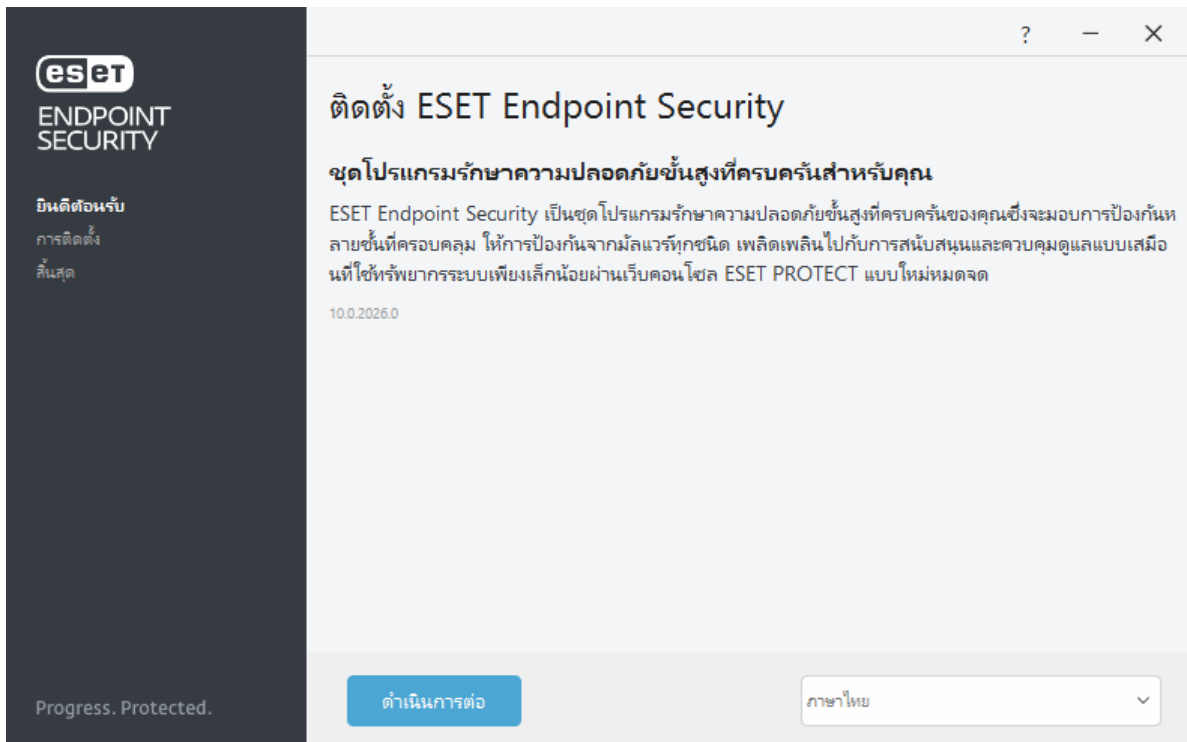 ?
eset
ENDPOINT
SECURITY
ยินดีต้อนรับ
การติดตั้ง
สิ้นสุด
Progress. Protected.
ติดตั้ง ESET Endpoint Security
ชุดโปรแกรมรักษาความปลอดภัยขั้นสูงที่ครบครันสำหรับคุณ
ESET Endpoint Security เป็นชุดโปรแกรมรักษาความปลอดภัยขั้นสูงที่ครบครันของคุณซึ่งจะมอบการป้องกันห
ลายชั้นที่ครอบคลุม ให้การป้องกันจากมัลแวร์ทุกชนิด เพลิดเพลินไปกับการสนับสนุนและควบคุมดูแลแบบเสมือ
นที่ใช้ทรัพยากรระบบเพียงเล็กน้อยผ่านเว็บคอนโซล ESET PROTECT แบบใหม่หมดจด
10.0.2026.0
ดำเนินการต่อ
ภาษาไทย